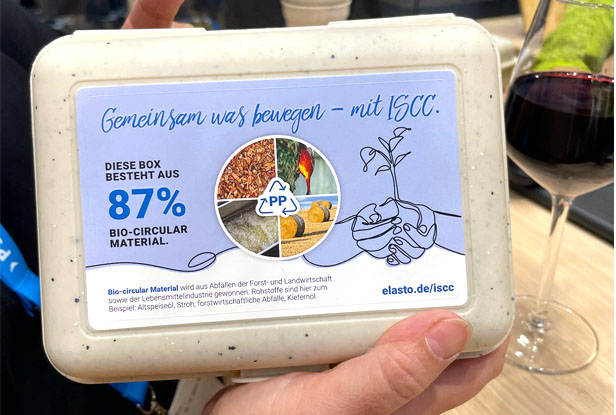 Gemeinsam was bewegen – mit ISCC.
DIESE BOX
BESTEHT AUS
87%
BIO-CIRCULAR
MATERIAL.
PP
Bio-circular Material wird aus Abfällen der Forst- und Landwirtschaft
sowie der Lebensmittelindustrie gewonnen. Rohstoffe sind hier zum
Beispiel: Altspeiseöl, Stroh, forstwirtschaftliche Abfälle, Kiefernöl.
elasto.de/iscc